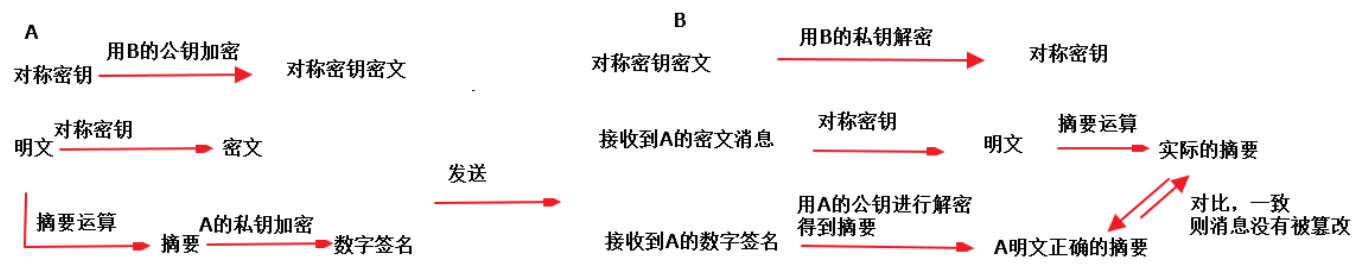 A
用B的公钥加密
对称密钥
对称密钥密文
对称密钥
明文
密文
摘要运算
摘要
A的私钥加密
数字签名
发送
B
对称密钥密文
用B的私钥解密
对称密钥
接收到A的密文消息
对称密钥
明文
摘要运算
实际的摘要
接收到A的数字签名
用A的公钥进行解密
得到摘要
A明文正确的摘要
对比，一致
则消息没有被篡改